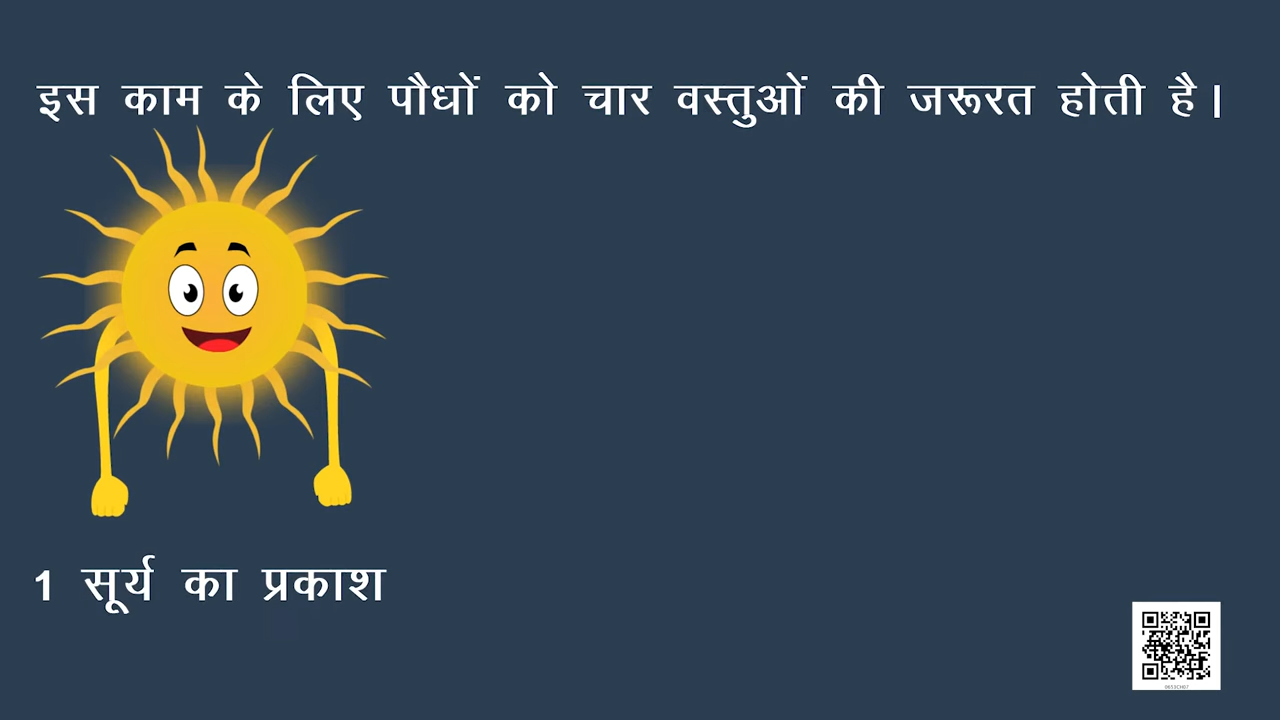 इस काम के लिए पौधों को चार वस्तुओं की जरूरत होती है।
1 सूर्य का प्रकाश